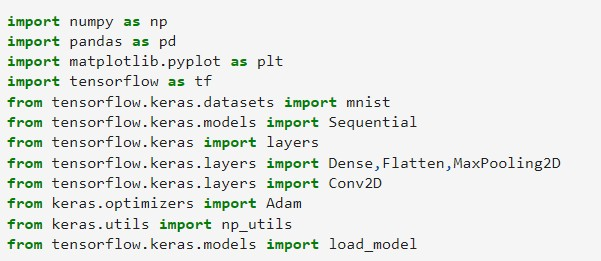 import numpy as np
import pandas as pd
import matplotlib.pyplot as plt
import tensorflow as tf
from tensorflow.keras.datasets import mnist
from tensorflow.keras.models import Sequential
from tensorflow.keras import layers
from tensorflow.keras.layers import Dense,Flatten,MaxPooling2D
from tensorflow.keras.layers import Conv2D
from keras.optimizers import Adam
from keras.utils import np_utils
from tensorflow.keras.models import load_model